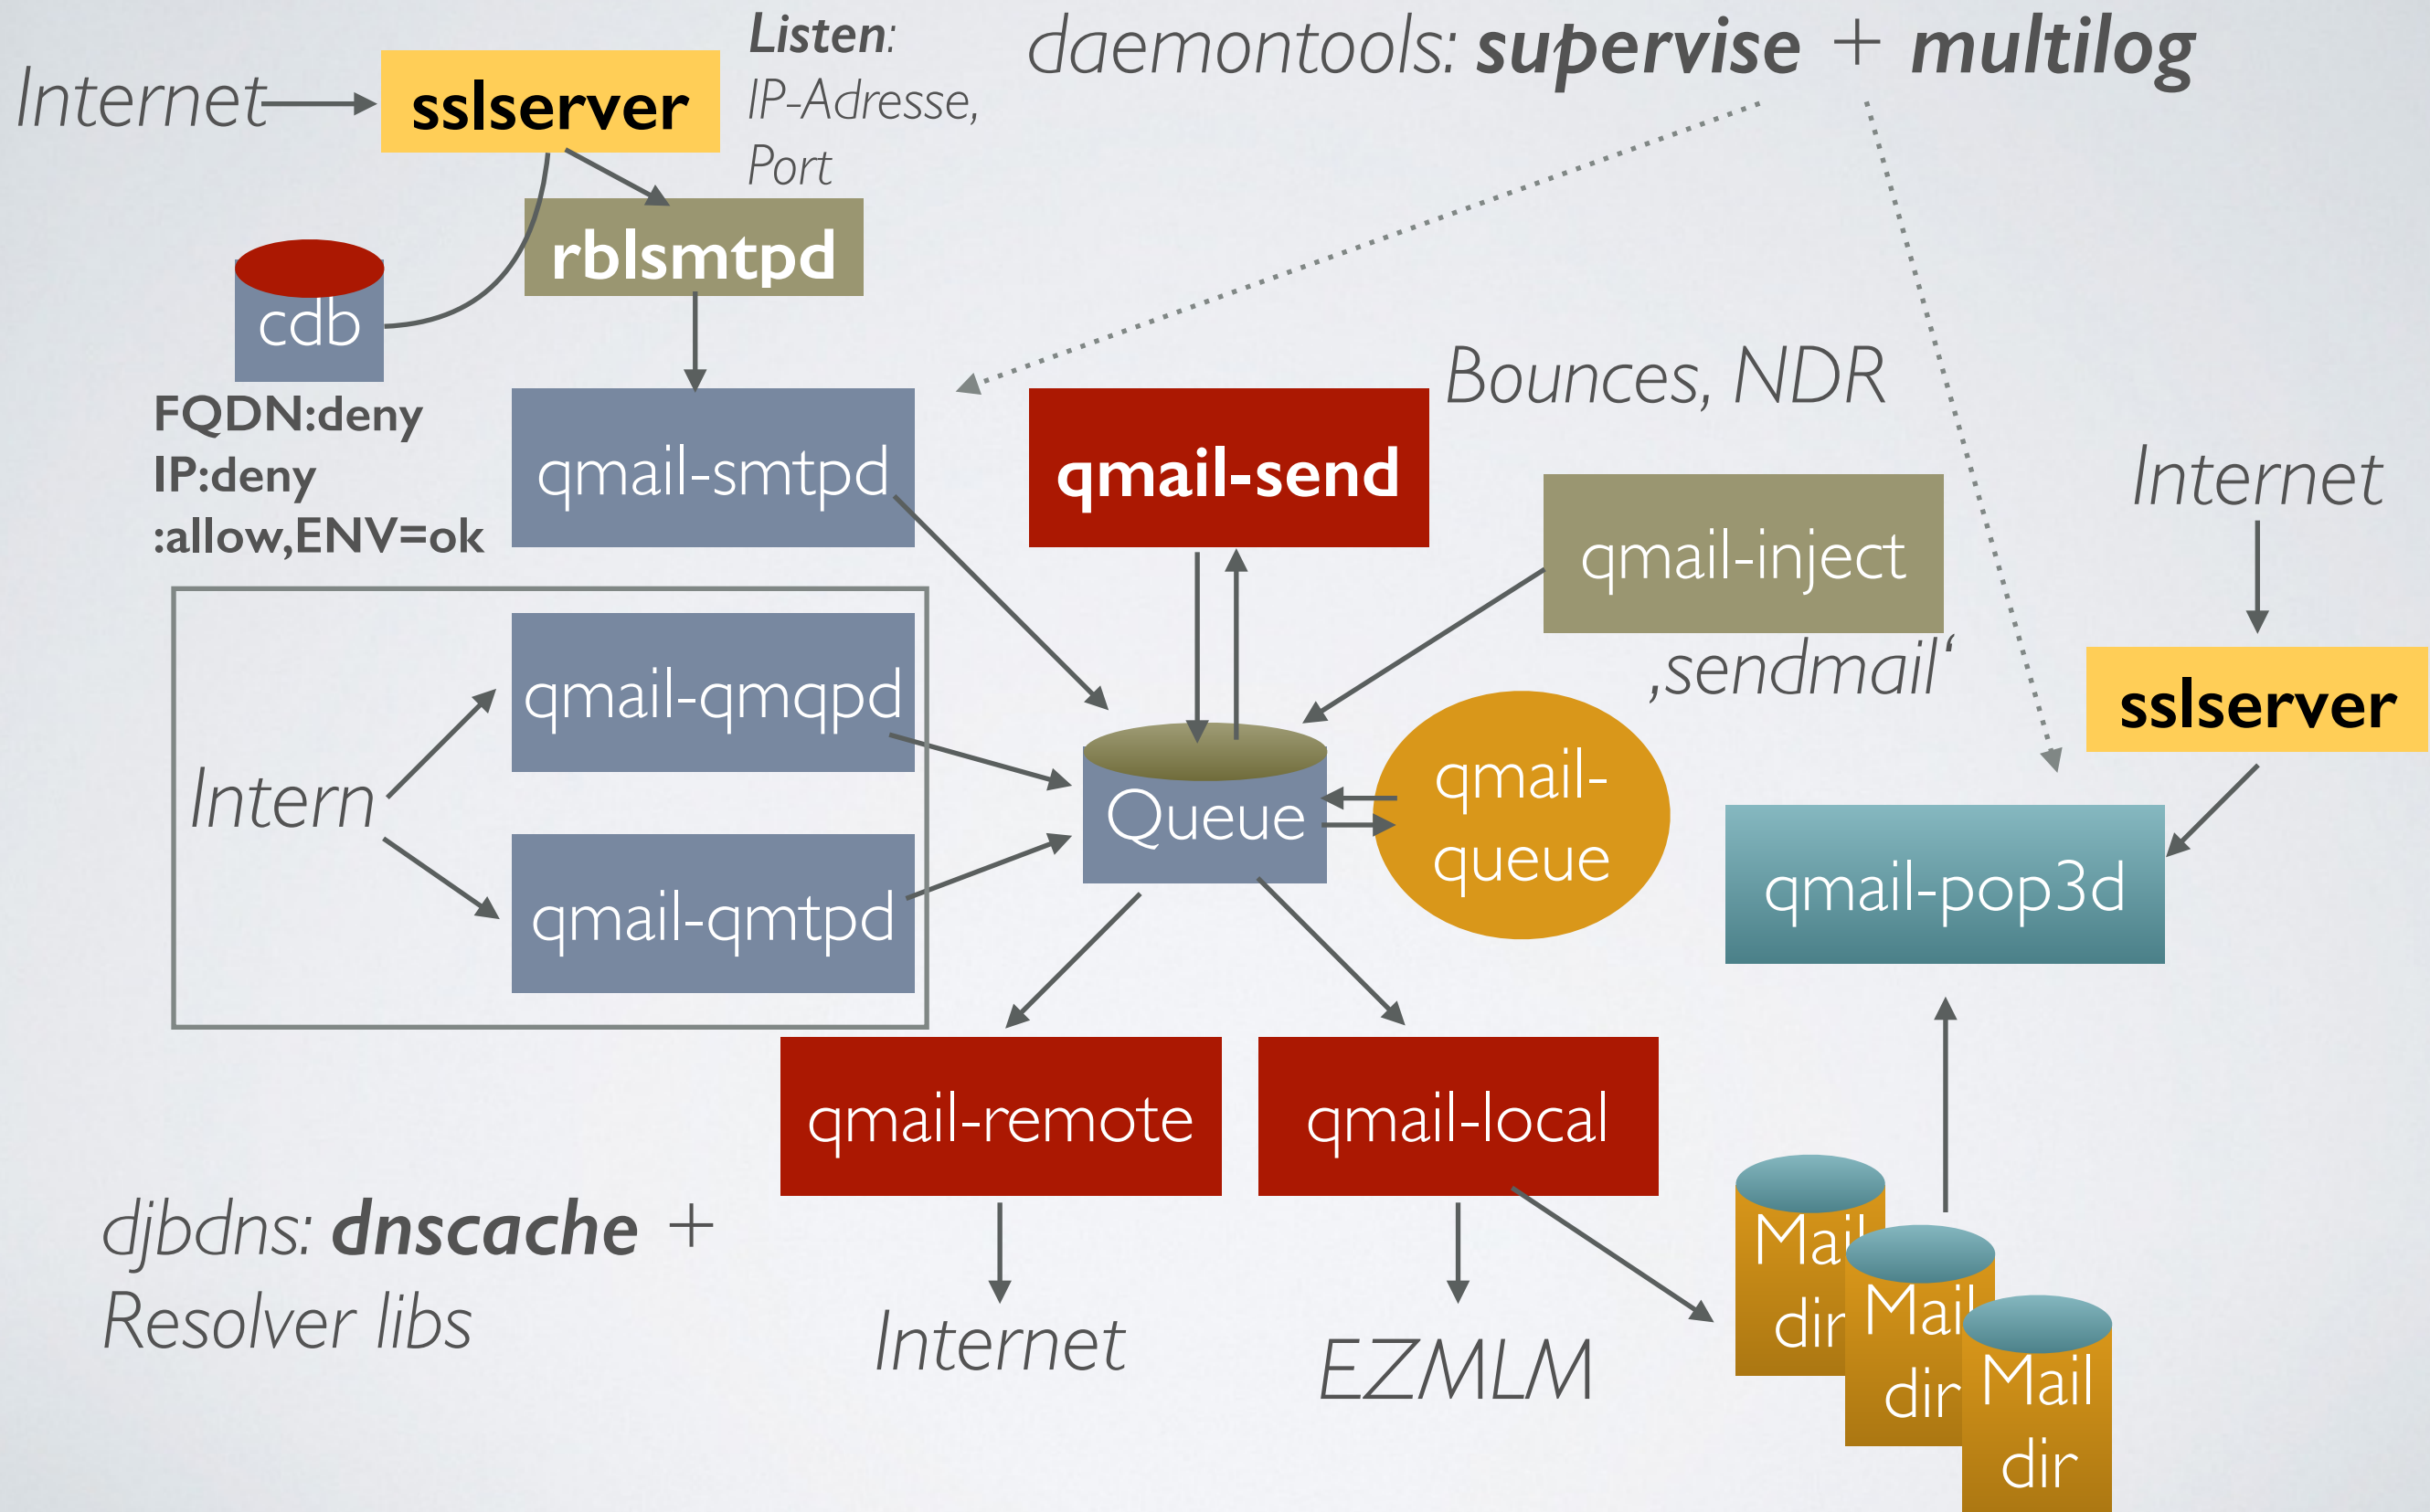 Internet
sslserver
Listen:
IP-Adresse,
Port
daemontools: supervise + multilog
rblsmtpd
cdb
FQDN:deny
IP:deny
:allow,ENV=ok
qmail-smtpd
qmail-send
Bounces, NDR
qmail-inject
‚sendmail‘
Internet
sslserver
Intern
qmail-qmqpd
qmail-qmtpd
Queue
qmail-
queue
qmail-pop3d
qmail-remote
qmail-local
djbdns: dnscache +
Resolver libs
Internet
EZMLM
Mail
dir
Mail
dir
Mail
dir